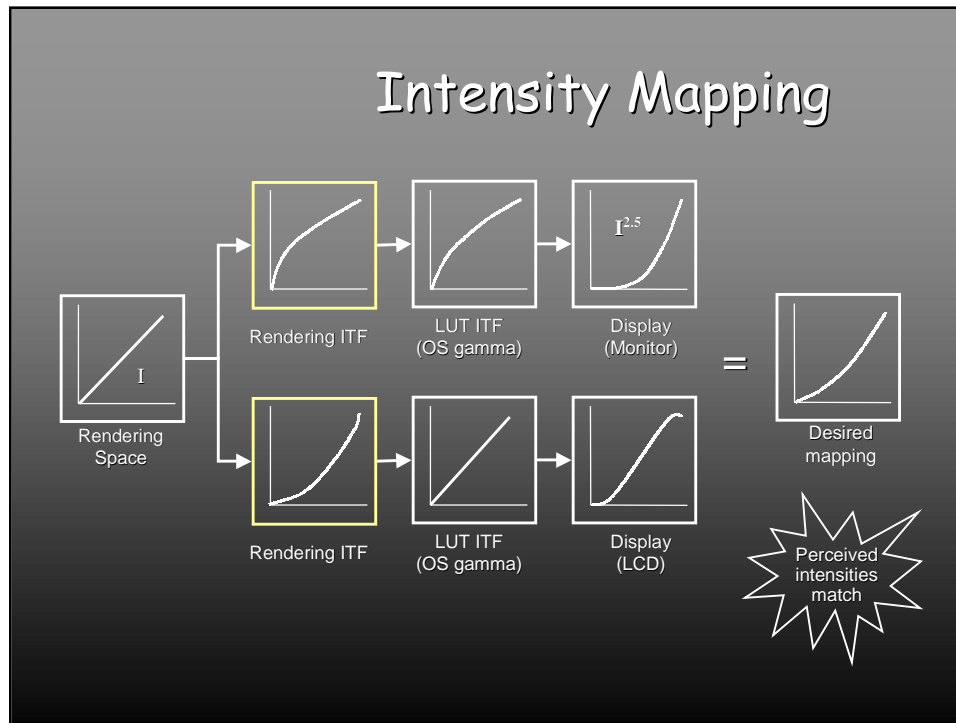 Intensity Mapping
I
Rendering
Space
Rendering ITF
LUT ITF
(OS gamma)
I2.5
Display
(Monitor)
Rendering ITF
LUT ITF
(OS gamma)
Display
(LCD)
=
Desired
mapping
Perceived
intensities
match